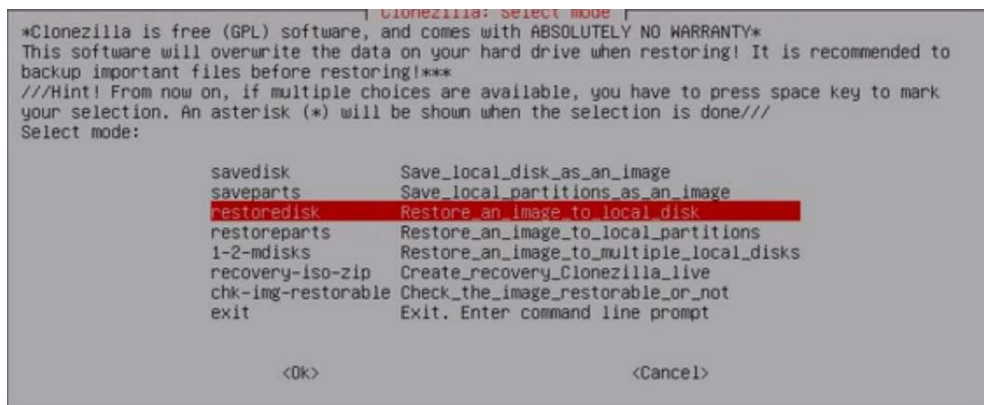 Clonezilla: Select mode
*Clonezilla is free (GPL) software, and comes with ABSOLUTELY NO WARRANTY*
This software will overwrite the data on your hard drive when restoring! It is recommended to
backup important files before restoring!***
///Hint! From now on, if multiple choices are available, you have to press space key to mark
your selection. An asterisk (*) will be shown when the selection is done///
Select mode:
savedisk Save_local_disk_as_an_image
saveparts Save_local_partitions_as_an_image
restoredisk Restore_an_image_to_local_disk
restoreparts Restore_an_image_to_local_partitions
1-2-mdisks Restore_an_image_to_multiple_local_disks
recovery-iso-zip Create_recovery_Clonezilla_live
chk-img-restorable Check_the_image_restorable_or_not
exit Exit. Enter command line prompt
<Ok> <Cancel>